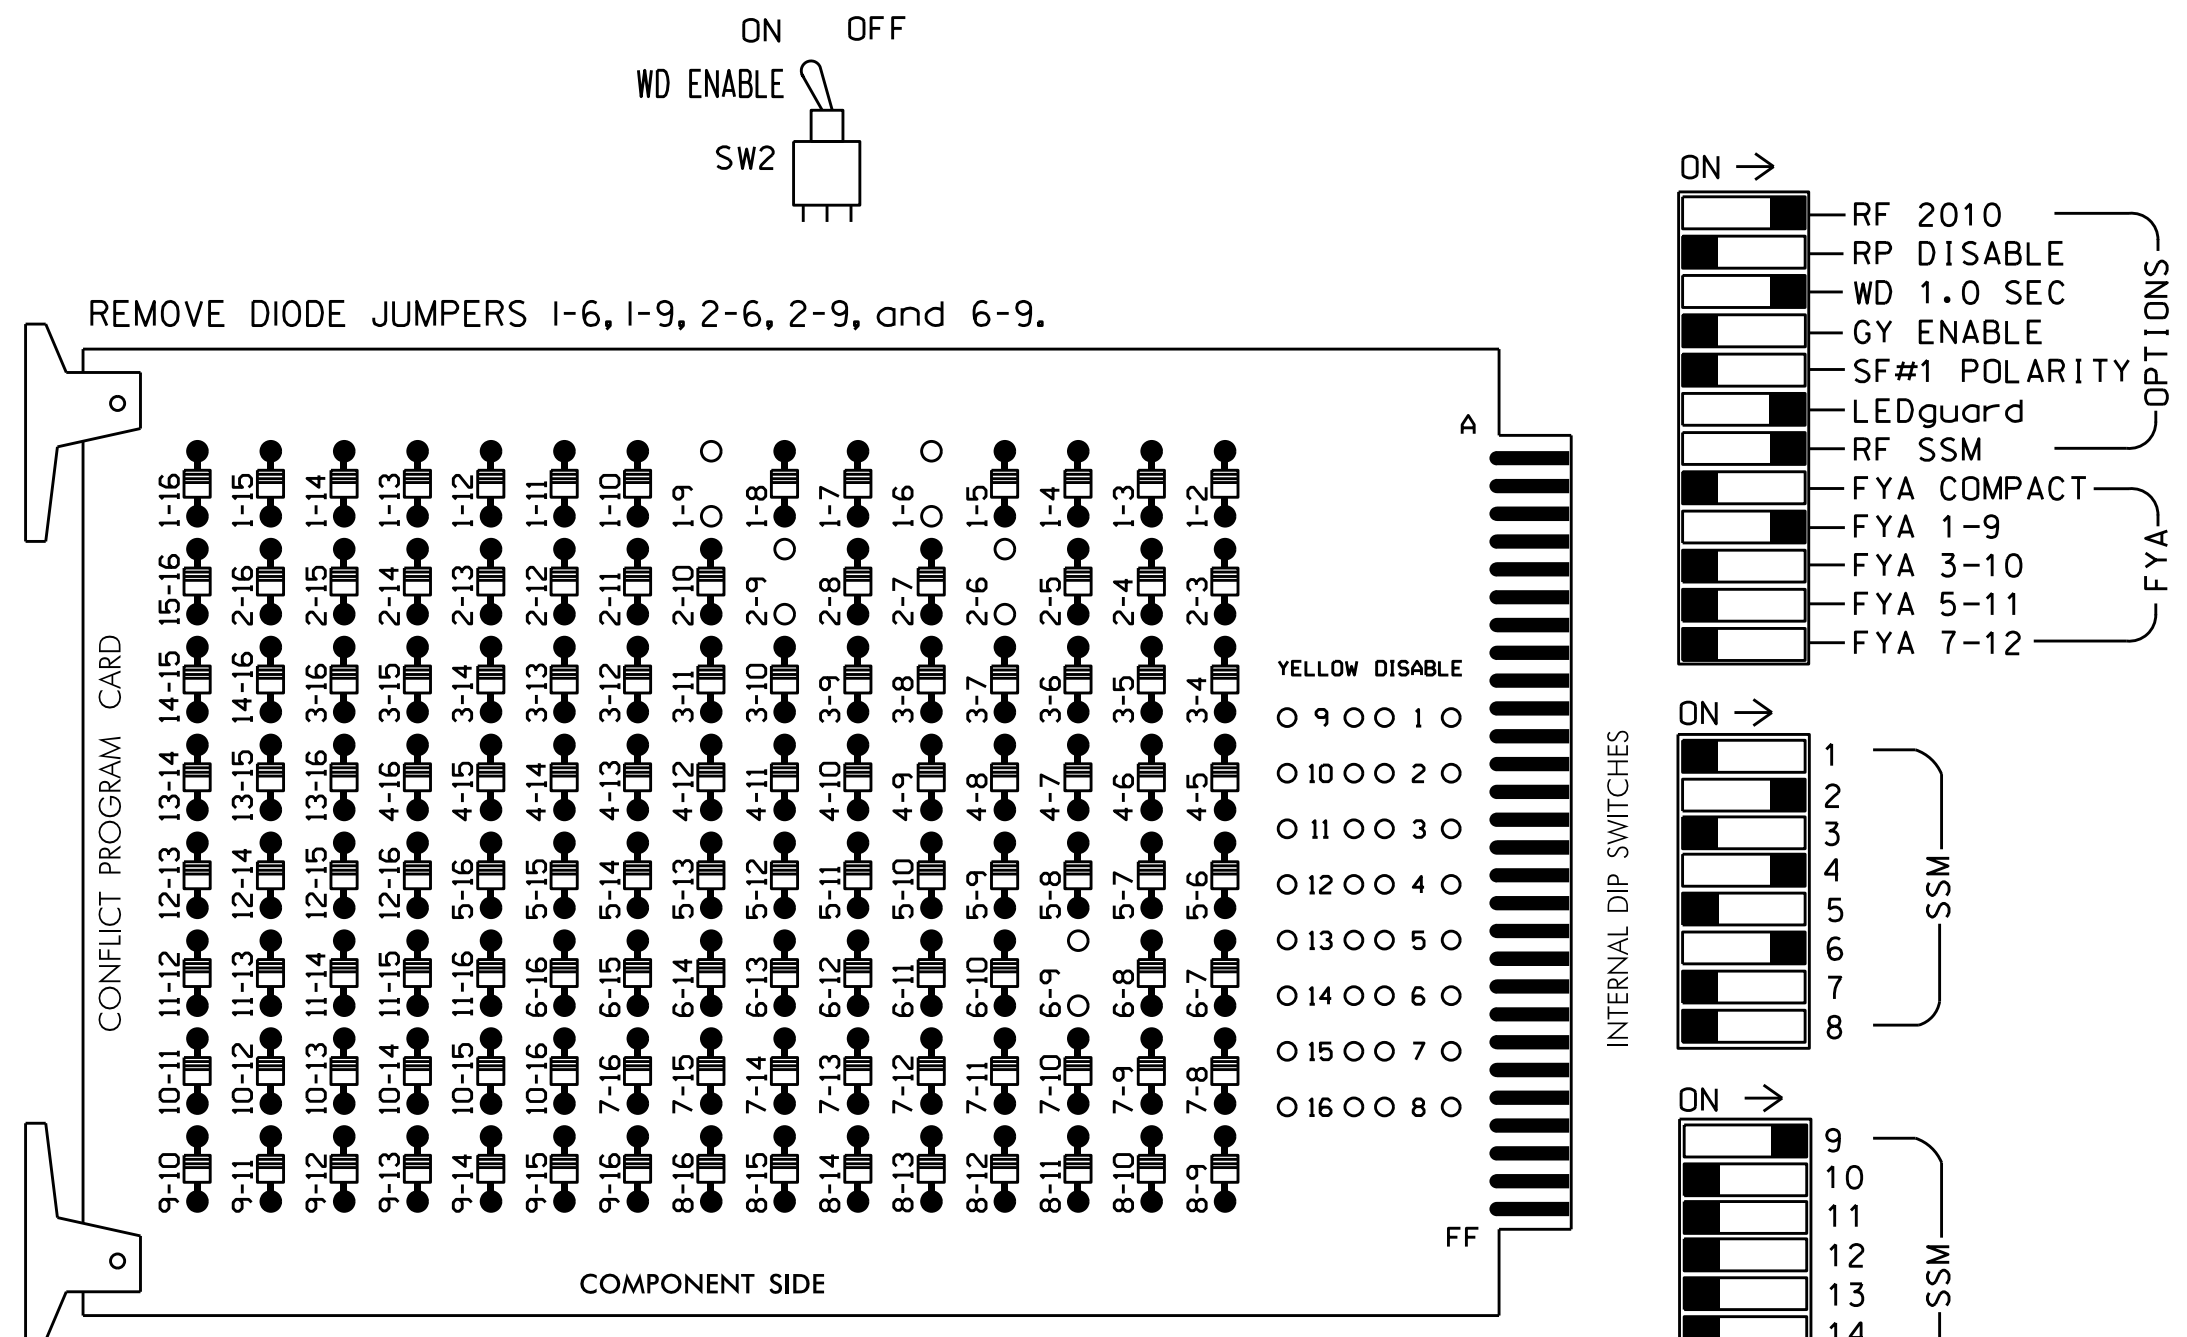 ON OFF
WD ENABLE
SW2
REMOVE DIODE JUMPERS 1-6, 1-9, 2-6, 2-9, and 6-9.
CONFLICT PROGRAM CARD
1-16 1-15 1-14 1-13 1-12 1-11 1-10 1-9 1-8 1-7 1-6 1-5 1-4 1-3 1-2
15-16 2-16 2-15 2-14 2-13 2-12 2-11 2-10 2-9 2-8 2-7 2-6 2-5 2-4 2-3
14-15 14-16 3-16 3-15 3-14 3-13 3-12 3-11 3-10 3-9 3-8 3-7 3-6 3-5 3-4
13-14 13-15 13-16 4-16 4-15 4-14 4-13 4-12 4-11 4-10 4-9 4-8 4-7 4-6 4-5
12-13 12-14 12-15 12-16 5-16 5-15 5-14 5-13 5-12 5-11 5-10 5-9 5-8 5-7 5-6
11-12 11-13 11-14 11-15 11-16 6-16 6-15 6-14 6-13 6-12 6-11 6-10 6-9 6-8 6-7
10-11 10-12 10-13 10-14 10-15 10-16 7-16 7-15 7-14 7-13 7-12 7-11 7-10 7-9 7-8
9-10 9-11 9-12 9-13 9-14 9-15 9-16 8-16 8-15 8-14 8-13 8-12 8-11 8-10 8-9
COMPONENT SIDE
A
YELLOW DISABLE
9 1
10 2
11 3
12 4
13 5
14 6
15 7
16 8
FF
INTERNAL DIP SWITCHES
ON →
RF 2010
RP DISABLE
WD 1.0 SEC
GY ENABLE
SF#1 POLARITY
LEDguard
RF SSM
OPTIONS
FYA COMPACT
FYA 1-9
FYA 3-10
FYA 5-11
FYA 7-12
FYA
ON →
1
2
3
4
5
6
7
8
SSM
ON →
9
10
11
12
13
14
SSM